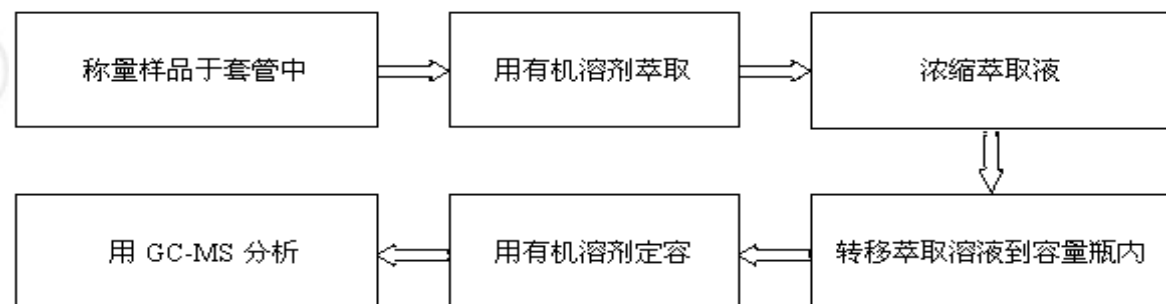 称量样品于套管中
用有机溶剂萃取
浓缩萃取液
转移萃取溶液到容量瓶内
用有机溶剂定容
用 GC-MS 分析